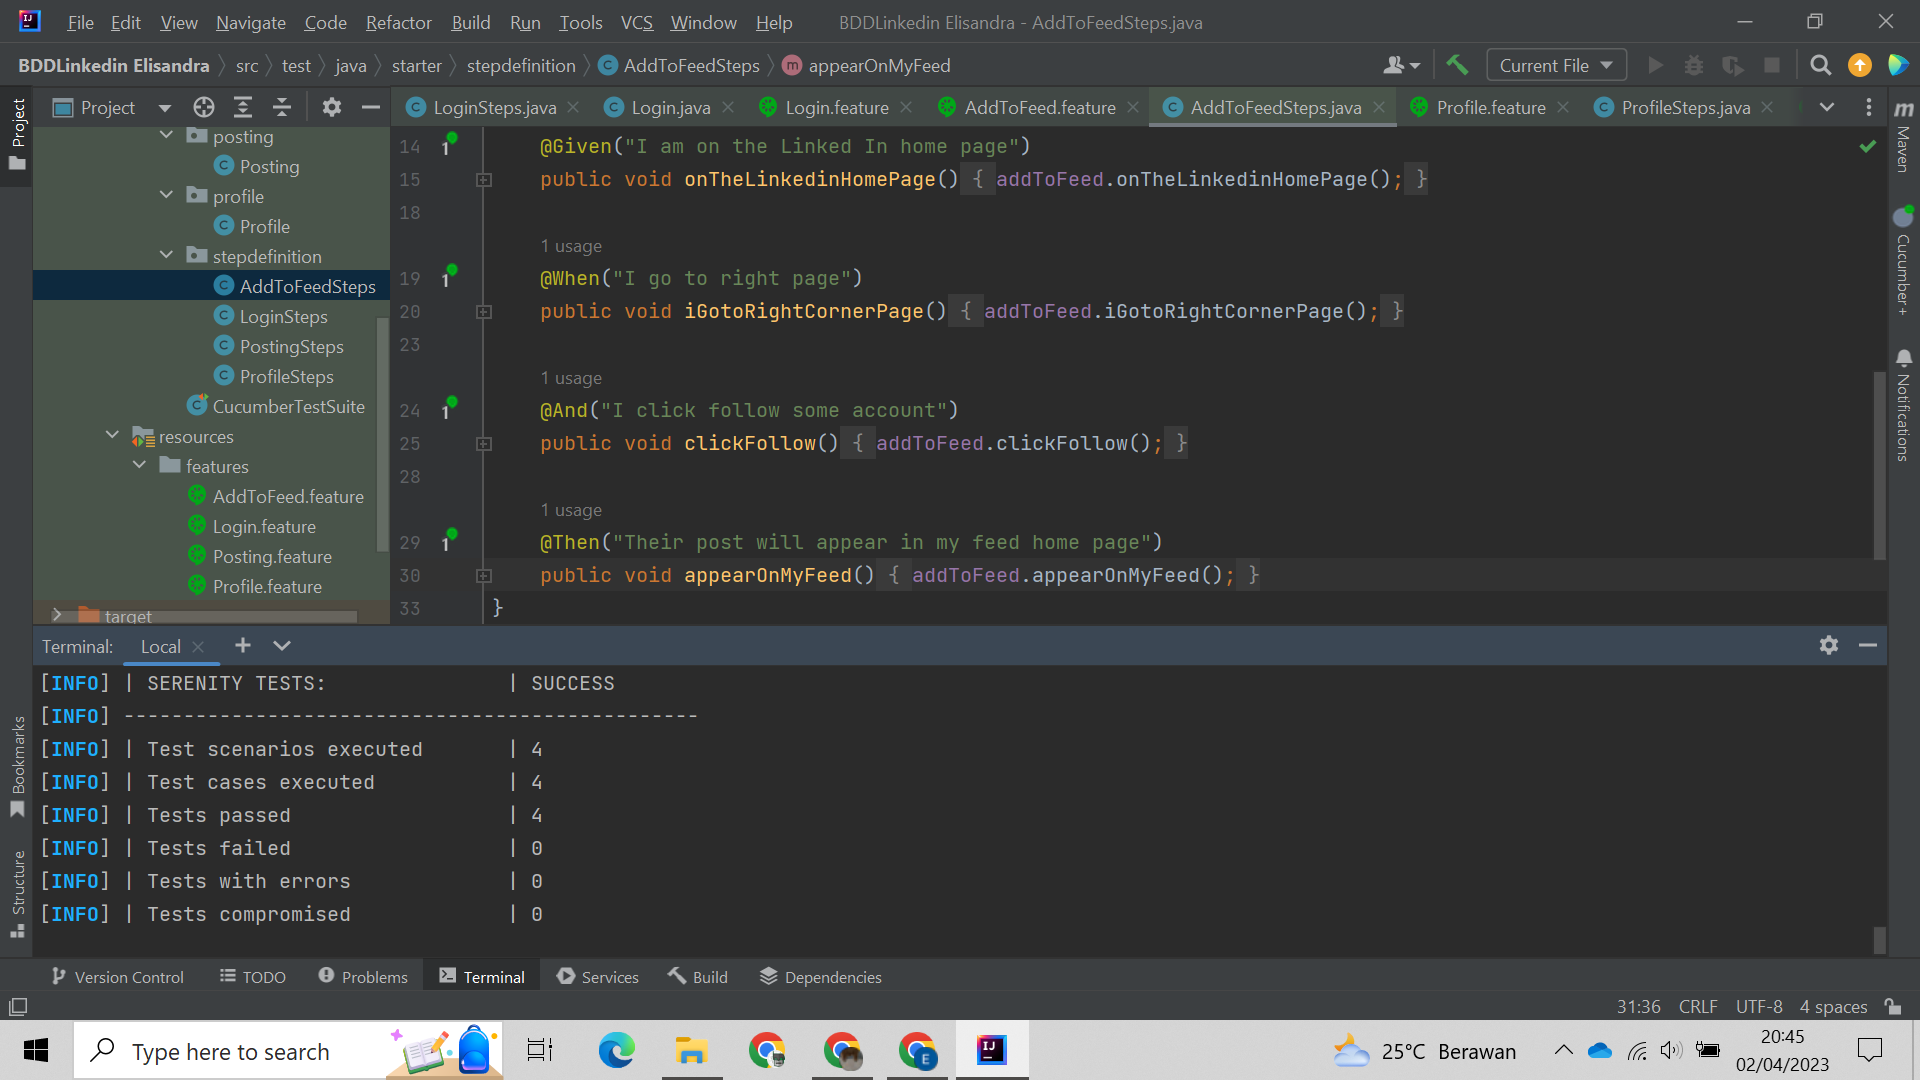 File Edit View Navigate Code Refactor Build Run Tools VCS Window Help BDDLinkedin Elisandra - AddToFeedSteps.java
BDDLinkedin Elisandra src test java starter stepdefinition AddToFeedSteps appearOnMyFeed Current File
Project LoginSteps.java Login.java Login.feature AddToFeed.feature AddToFeedSteps.java Profile.feature ProfileSteps.java
Project
posting
Posting
profile
Profile
stepdefinition
AddToFeedSteps
LoginSteps
PostingSteps
ProfileSteps
CucumberTestSuite
resources
features
AddToFeed.feature
Login.feature
Posting.feature
Profile.feature
target
14 @Given("I am on the Linked In home page")
15 public void onTheLinkedinHomePage() { addToFeed.onTheLinkedinHomePage(); }
18
1 usage
19 @When("I go to right page")
20 public void iGotoRightCornerPage() { addToFeed.iGotoRightCornerPage(); }
23
1 usage
24 @And("I click follow some account")
25 public void clickFollow() { addToFeed.clickFollow(); }
28
1 usage
29 @Then("Their post will appear in my feed home page")
30 public void appearOnMyFeed() { addToFeed.appearOnMyFeed(); }
33 }
Maven
Cucumber +
Notifications
Terminal: Local
[INFO] | SERENITY TESTS: | SUCCESS
[INFO] ------------------------------------------------
[INFO] | Test scenarios executed | 4
[INFO] | Test cases executed | 4
[INFO] | Tests passed | 4
[INFO] | Tests failed | 0
[INFO] | Tests with errors | 0
[INFO] | Tests compromised | 0
Bookmarks
Structure
Version Control TODO Problems Terminal Services Build Dependencies
31:36 CRLF UTF-8 4 spaces
Type here to search
25°C Berawan
20:45
02/04/2023